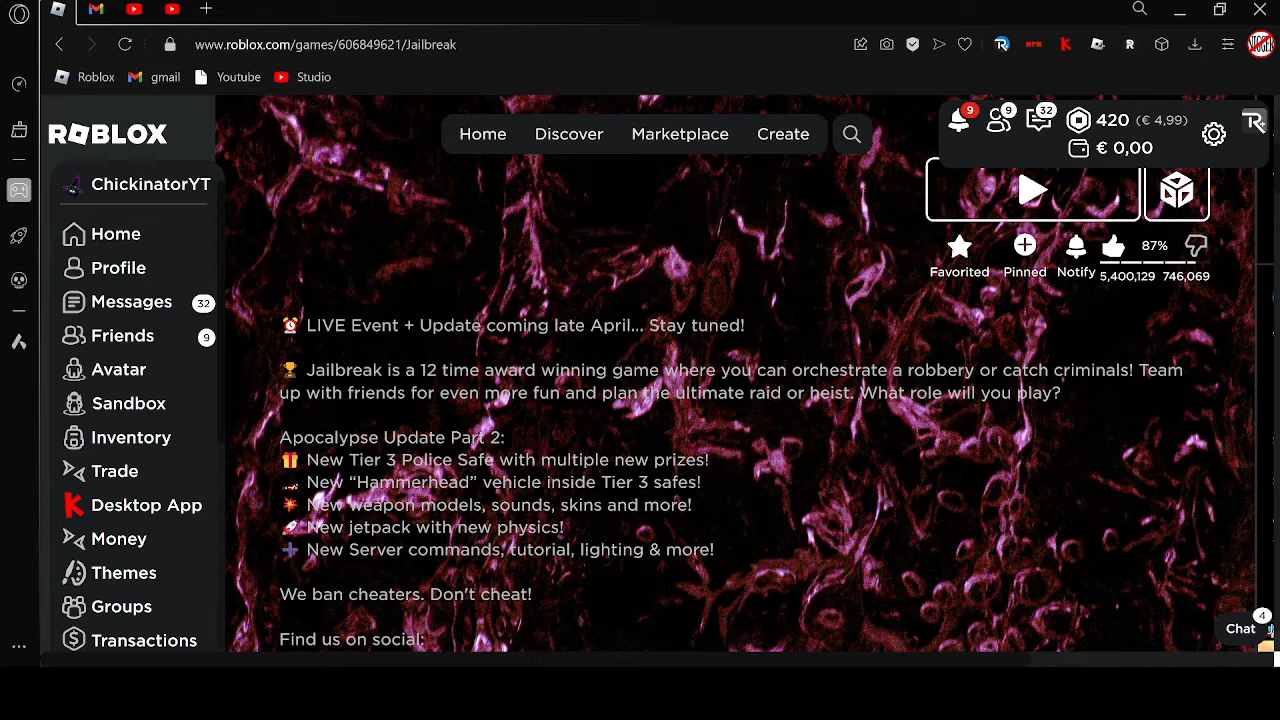 www.roblox.com/games/606849621/Jailbreak
Roblox
gmail
Youtube
Studio
ROBLOX
Home
Discover
Marketplace
Create
9
9
32
420 (€ 4,99)
€ 0,00
ChickinatorYT
Home
Profile
Messages 32
Friends 9
Avatar
Sandbox
Inventory
Trade
Desktop App
Money
Themes
Groups
Transactions
87%
Favorited
Pinned
Notify
5,400,129
746,069
LIVE Event + Update coming late April... Stay tuned!
Jailbreak is a 12 time award winning game where you can orchestrate a robbery or catch criminals! Team
up with friends for even more fun and plan the ultimate raid or heist. What role will you play?
Apocalypse Update Part 2:
New Tier 3 Police Safe with multiple new prizes!
New “Hammerhead” vehicle inside Tier 3 safes!
New weapon models, sounds, skins and more!
New jetpack with new physics!
New Server commands, tutorial, lighting & more!
We ban cheaters. Don't cheat!
Find us on social:
Chat
4